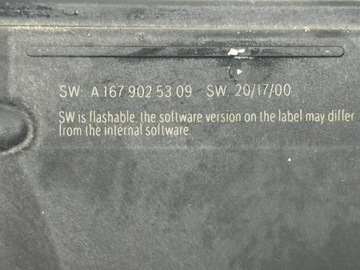 SW: A 167 902 53 09 SW: 20/17/00
SW is flashable, the software version on the label may differ
from the internal software.